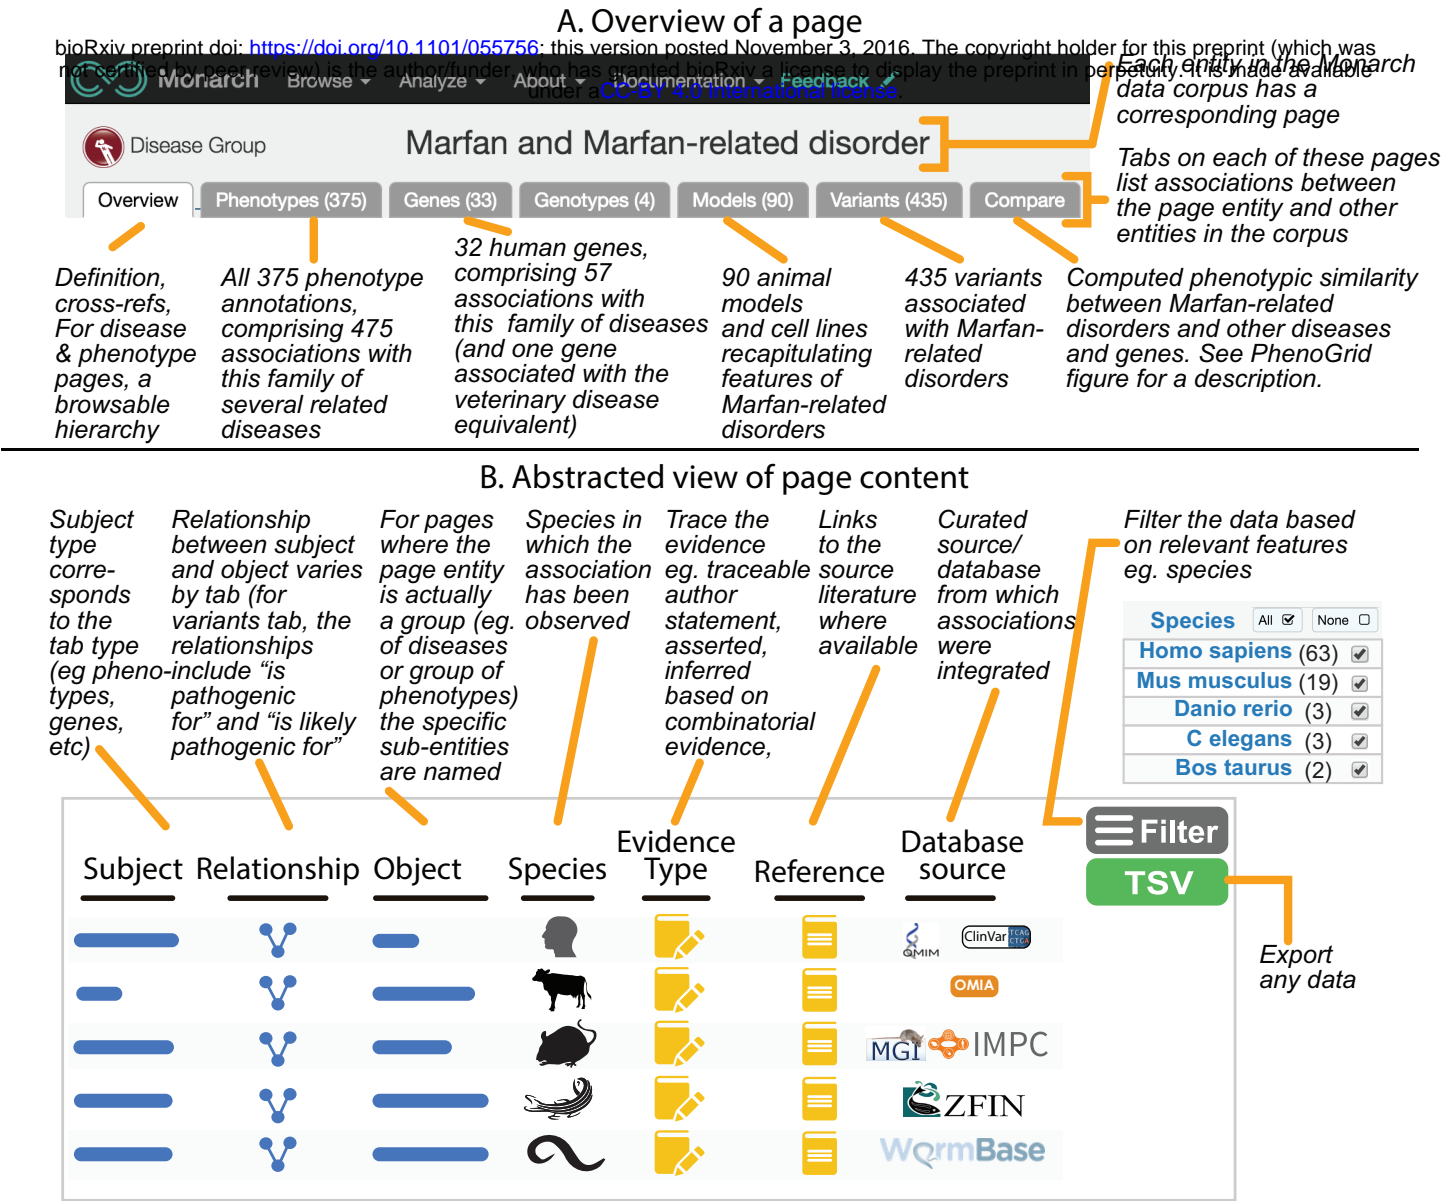 A. Overview of a page
bioRxiv preprint doi: https://doi.org/10.1101/055756; this version posted November 3, 2016. The copyright holder for this preprint (which was
not certified by peer review) is the author/funder, who has granted bioRxiv a license to display the preprint in perpetuity. It is made available
under a CC-BY 4.0 International license.
Monarch Browse Analyze About Documentation Feedback
Each entity in the Monarch
data corpus has a
corresponding page
Disease Group
Marfan and Marfan-related disorder
Tabs on each of these pages
list associations between
the page entity and other
entities in the corpus
Overview Phenotypes (375) Genes (33) Genotypes (4) Models (90) Variants (435) Compare
Definition,
cross-refs,
For disease
& phenotype
pages, a
browsable
hierarchy
All 375 phenotype
annotations,
comprising 475
associations with
this family of
several related
diseases
32 human genes,
comprising 57
associations with
this family of diseases
(and one gene
associated with the
veterinary disease
equivalent)
90 animal
models
and cell lines
recapitulating
features of
Marfan-related
disorders
435 variants
associated
with Marfan-
related
disorders
Computed phenotypic similarity
between Marfan-related
disorders and other diseases
and genes. See PhenoGrid
figure for a description.
B. Abstracted view of page content
Subject
type
corre-
sponds
to the
tab type
(eg pheno-
types,
genes,
etc)
Relationship
between subject
and object varies
by tab (for
variants tab, the
relationships
include “is
pathogenic
for” and “is likely
pathogenic for”
For pages
where the
page entity
is actually
a group (eg.
of diseases
or group of
phenotypes)
the specific
sub-entities
are named
Species in
which the
association
has been
observed
Trace the
evidence
eg. traceable
author
statement,
asserted,
inferred
based on
combinatorial
evidence,
Links
to the
source
literature
where
available
Curated
source/
database
from which
associations
were
integrated
Filter the data based
on relevant features
eg. species
Species All None
Homo sapiens (63)
Mus musculus (19)
Danio rerio (3)
C elegans (3)
Bos taurus (2)
Filter
TSV
Export
any data
Subject Relationship Object Species Evidence
Type Reference Database
source
OMIM ClinVar TCAG
CTGA
OMIA
MGI IMPC
ZFIN
WormBase